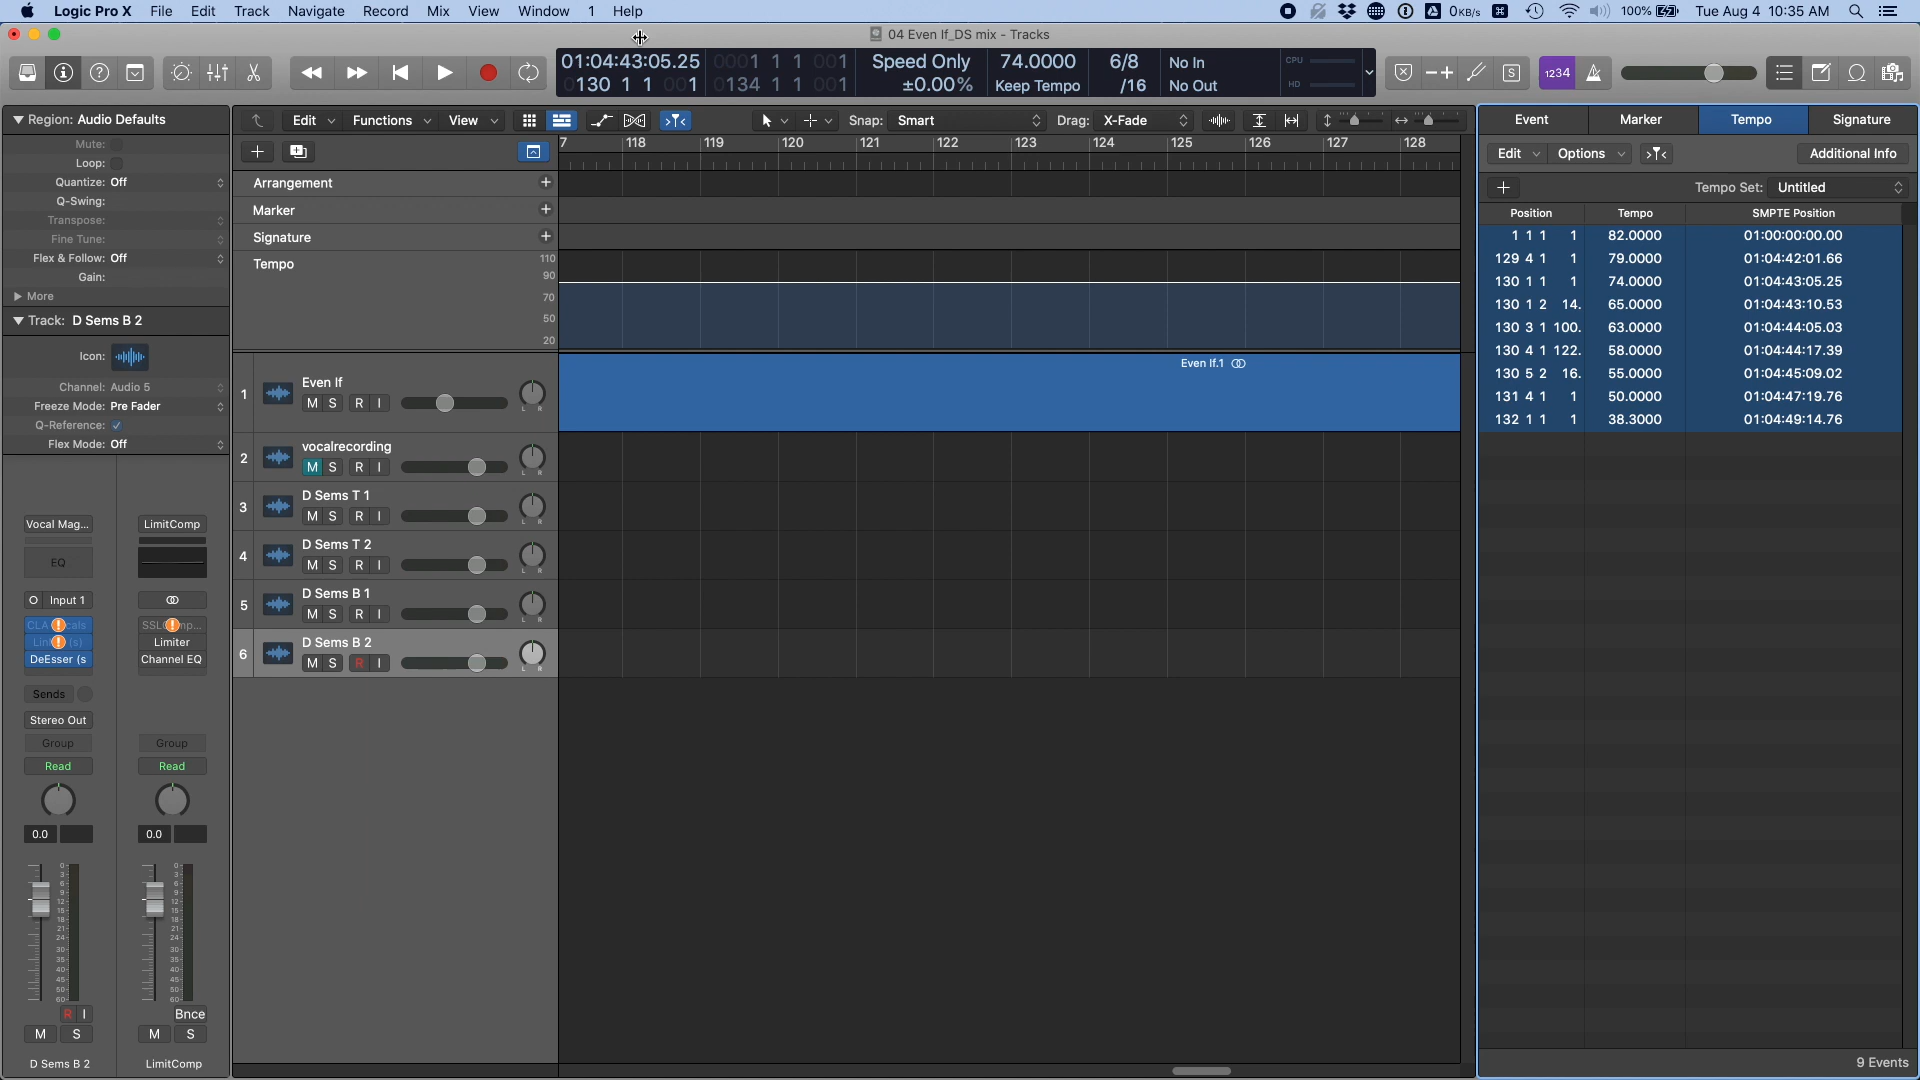 Logic Pro X File Edit Track Navigate Record Mix View Window 1 Help 0KB/s 100% Tue Aug 4 10:35 AM
04 Even If_DS mix - Tracks
01:04:43:05.25 0001 1 1 001 Speed Only 74.0000 6/8 No In CPU
0130 1 1 001 0134 1 1 001 ±0.00% Keep Tempo /16 No Out HD
S 1234
Region: Audio Defaults
Mute:
Loop:
Quantize: Off
Q-Swing:
Transpose:
Fine Tune:
Flex & Follow: Off
Gain:
More
Track: D Sems B 2
Icon:
Channel: Audio 5
Freeze Mode: Pre Fader
Q-Reference:
Flex Mode: Off
Vocal Mag... LimitComp
EQ
Input 1
Limiter
DeEsser (s Channel EQ
Sends
Stereo Out
Group Group
Read Read
0.0 0.0
R I Bnce
M S M S
D Sems B 2 LimitComp
Edit Functions View Snap: Smart Drag: X-Fade
7 118 119 120 121 122 123 124 125 126 127 128
Arrangement
Marker
Signature
Tempo 110
90
70
50
20
Even If.1
1 Even If
M S R I
2 vocalrecording
M S R I
3 D Sems T 1
M S R I
4 D Sems T 2
M S R I
5 D Sems B 1
M S R I
6 D Sems B 2
M S R I
Event Marker Tempo Signature
Edit Options Additional Info
Tempo Set: Untitled
Position Tempo SMPTE Position
1 1 1 1 82.0000 01:00:00:00.00
129 4 1 1 79.0000 01:04:42:01.66
130 1 1 1 74.0000 01:04:43:05.25
130 1 2 14. 65.0000 01:04:43:10.53
130 3 1 100. 63.0000 01:04:44:05.03
130 4 1 122. 58.0000 01:04:44:17.39
130 5 2 16. 55.0000 01:04:45:09.02
131 4 1 1 50.0000 01:04:47:19.76
132 1 1 1 38.3000 01:04:49:14.76
9 Events